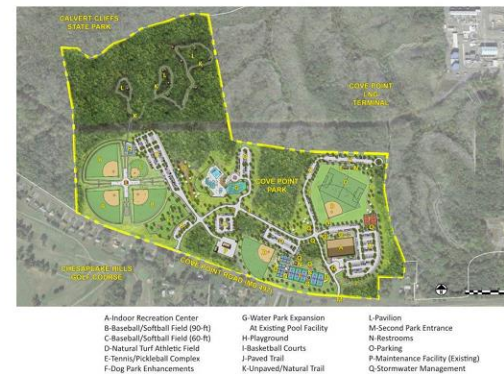 CALVERT CLIFFS
STATE PARK
COVE POINT
LNG
TERMINAL
COVE POINT
PARK
CHESAPEAKE HILLS
GOLF COURSE
COVE POINT ROAD (MD 497)
A-Indoor Recreation Center
B-Baseball/Softball Field (90-ft)
C-Baseball/Softball Field (60-ft)
D-Natural Turf Athletic Field
E-Tennis/Pickleball Complex
F-Dog Park Enhancements
G-Water Park Expansion
At Existing Pool Facility
H-Playground
I-Basketball Courts
J-Paved Trail
K-Unpaved/Natural Trail
L-Pavilion
M-Second Park Entrance
N-Restrooms
O-Parking
P-Maintenance Facility (Existing)
Q-Stormwater Management